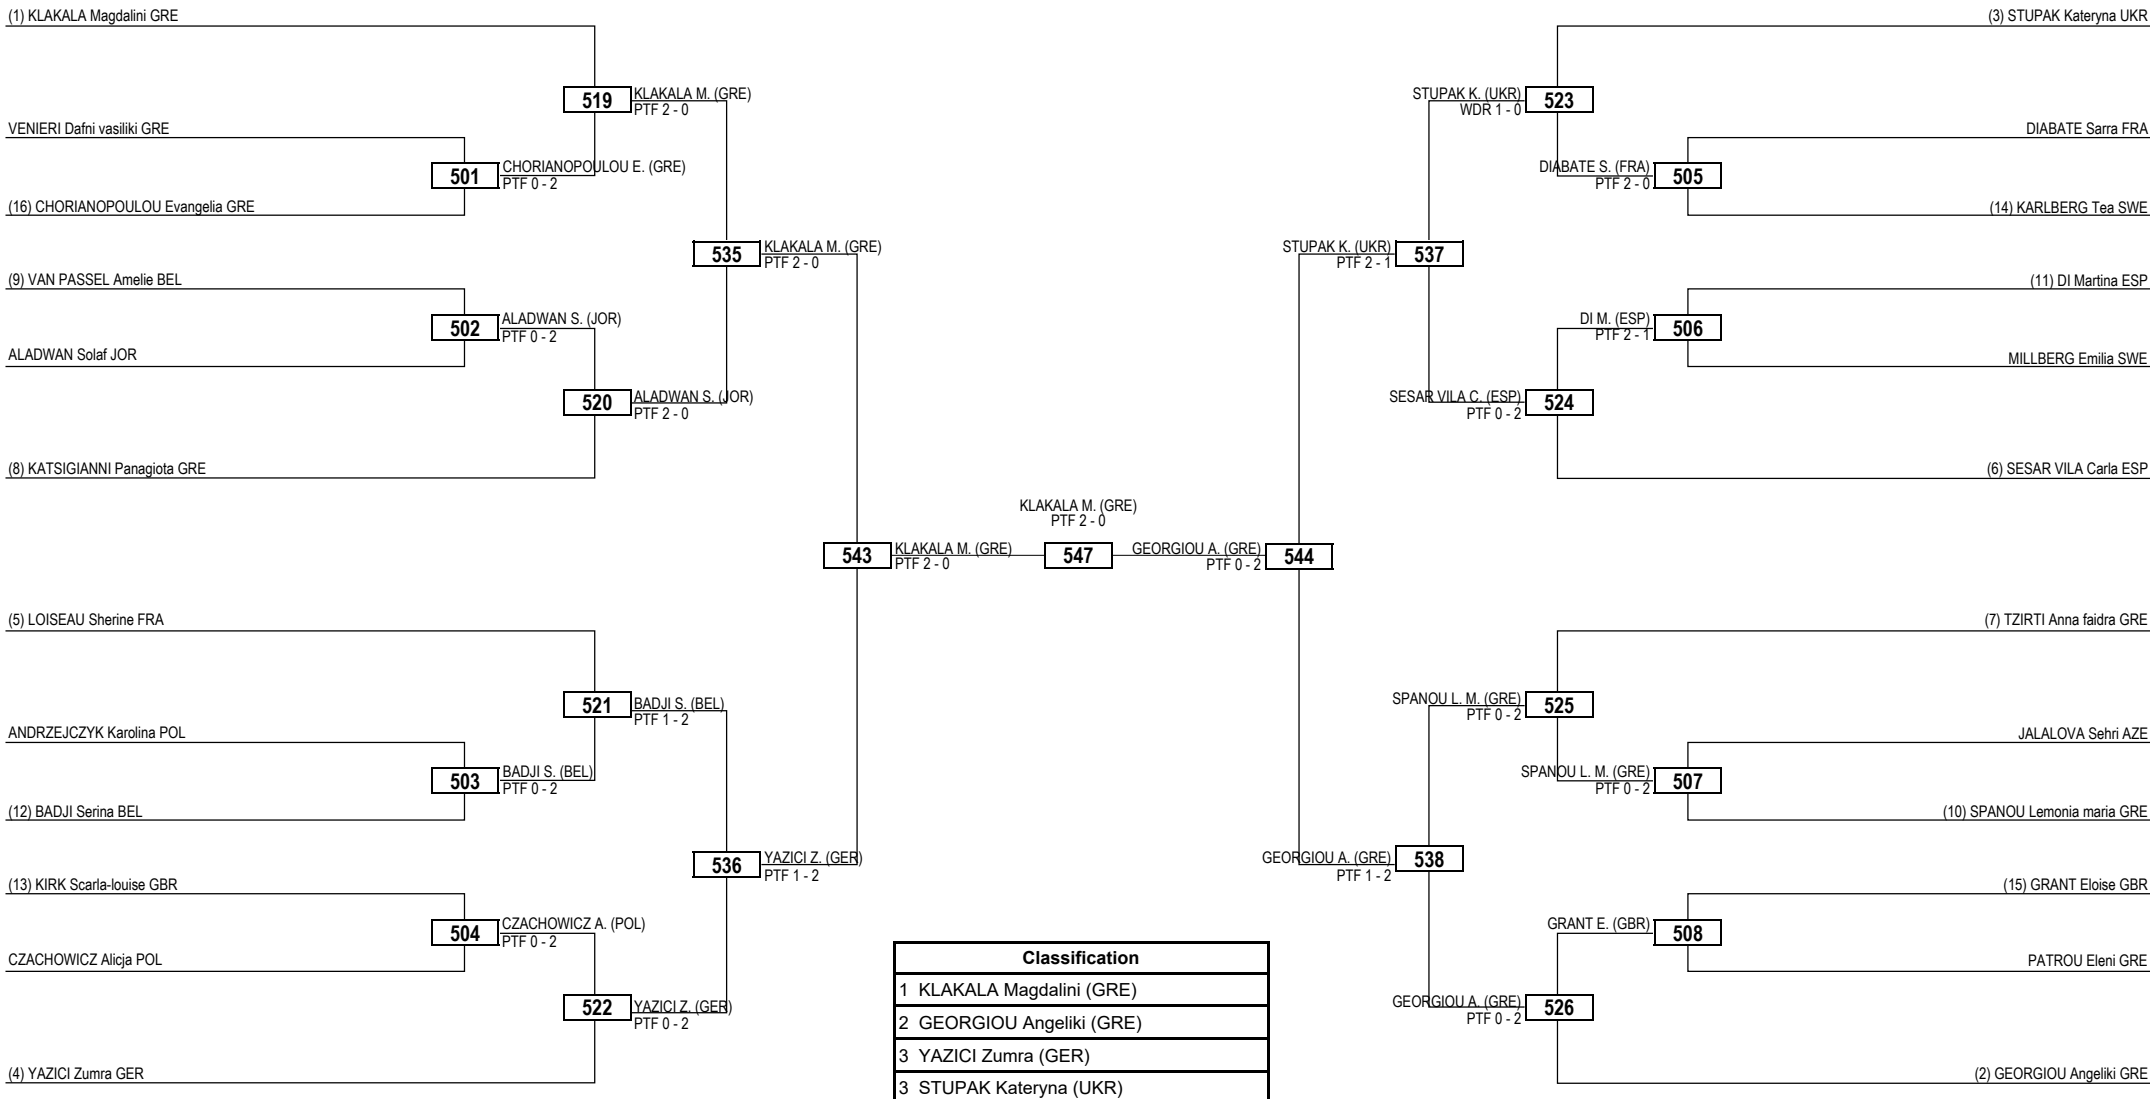 (1) KLAKALA Magdalini GRE
519
KLAKALA M. (GRE)
PTF 2 - 0
VENIERI Dafni vasiliki GRE
501
CHORIANOPOULOU E. (GRE)
PTF 0 - 2
(16) CHORIANOPOULOU Evangelia GRE
535
KLAKALA M. (GRE)
PTF 2 - 0
(9) VAN PASSEL Amelie BEL
502
ALADWAN S. (JOR)
PTF 0 - 2
ALADWAN Solaf JOR
520
ALADWAN S. (JOR)
PTF 2 - 0
(8) KATSIGIANNI Panagiota GRE
543
KLAKALA M. (GRE)
PTF 2 - 0
(5) LOISEAU Sherine FRA
521
BADJI S. (BEL)
PTF 1 - 2
ANDRZEJCZYK Karolina POL
503
BADJI S. (BEL)
PTF 0 - 2
(12) BADJI Serina BEL
536
YAZICI Z. (GER)
PTF 1 - 2
(13) KIRK Scarla-louise GBR
504
CZACHOWICZ A. (POL)
PTF 0 - 2
CZACHOWICZ Alicja POL
522
YAZICI Z. (GER)
PTF 0 - 2
(4) YAZICI Zumra GER
KLAKALA M. (GRE)
PTF 2 - 0
547
(3) STUPAK Kateryna UKR
STUPAK K. (UKR)
WDR 1 - 0
523
DIABATE Sarra FRA
DIABATE S. (FRA)
PTF 2 - 0
505
(14) KARLBERG Tea SWE
STUPAK K. (UKR)
PTF 2 - 1
537
(11) DI Martina ESP
DI M. (ESP)
PTF 2 - 1
506
MILLBERG Emilia SWE
SESAR VILA C. (ESP)
PTF 0 - 2
524
(6) SESAR VILA Carla ESP
GEORGIOU A. (GRE)
PTF 0 - 2
544
(7) TZIRTI Anna faidra GRE
SPANOU L. M. (GRE)
PTF 0 - 2
525
JALALOVA Sehri AZE
SPANOU L. M. (GRE)
PTF 0 - 2
507
(10) SPANOU Lemonia maria GRE
GEORGIOU A. (GRE)
PTF 1 - 2
538
(15) GRANT Eloise GBR
GRANT E. (GBR)
508
PATROU Eleni GRE
GEORGIOU A. (GRE)
PTF 0 - 2
526
(2) GEORGIOU Angeliki GRE
Classification
1 KLAKALA Magdalini (GRE)
2 GEORGIOU Angeliki (GRE)
3 YAZICI Zumra (GER)
3 STUPAK Kateryna (UKR)